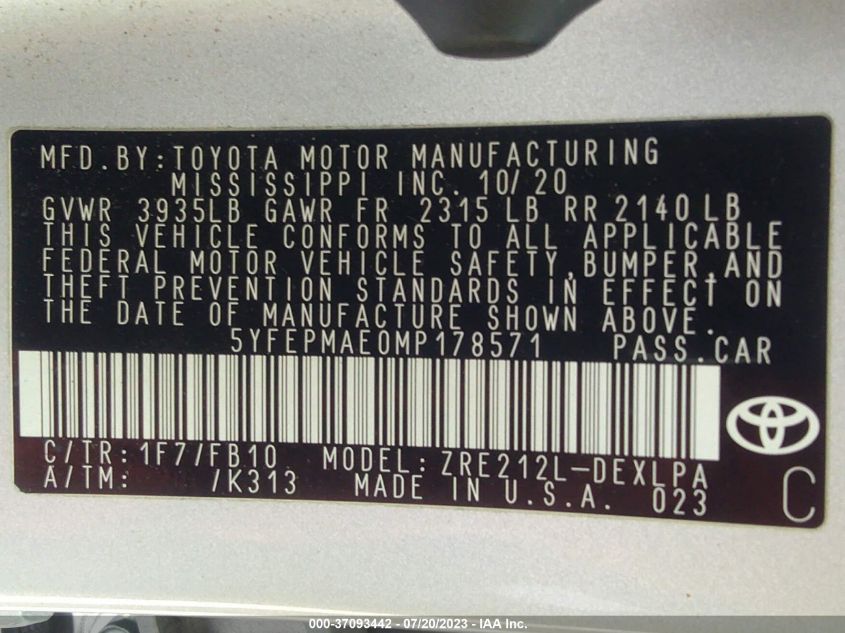 MFD.BY:TOYOTA MOTOR MANUFACTURING
MISSISSIPPI INC. 10/20
GVWR 3935LB GAWR FR 2315 LB RR 2140 LB
THIS VEHICLE CONFORMS TO ALL APPLICABLE
FEDERAL MOTOR VEHICLE SAFETY,BUMPER,AND
THEFT PREVENTION STANDARDS IN EFFECT ON
THE DATE OF MANUFACTURE SHOWN ABOVE.
5YFEPMAE0MP178571 PASS.CAR
C/TR:1F7/FB10 MODEL:ZRE212L-DEXLPA
A/TM: /K313 MADE IN U.S.A. 023
C
000-37093442 - 07/20/2023 - IAA Inc.